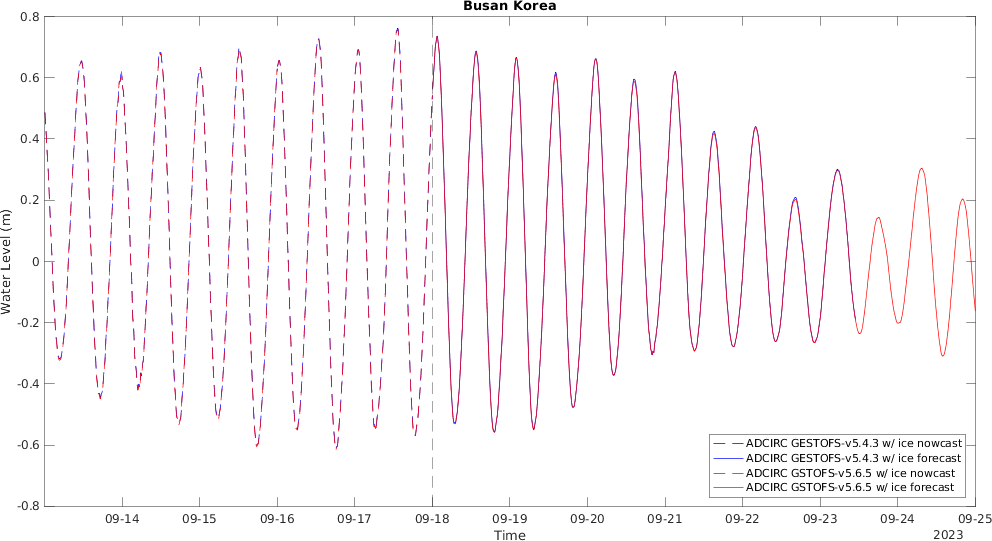 Busan Korea
Water Level (m)
0.8
0.6
0.4
0.2
0
-0.2
-0.4
-0.6
-0.8
ADCIRC GESTOFS-v5.4.3 w/ ice nowcast
ADCIRC GESTOFS-v5.4.3 w/ ice forecast
ADCIRC GSTOFS-v5.6.5 w/ ice nowcast
ADCIRC GSTOFS-v5.6.5 w/ ice forecast
09-14 09-15 09-16 09-17 09-18 09-19 09-20 09-21 09-22 09-23 09-24 09-25
Time
2023